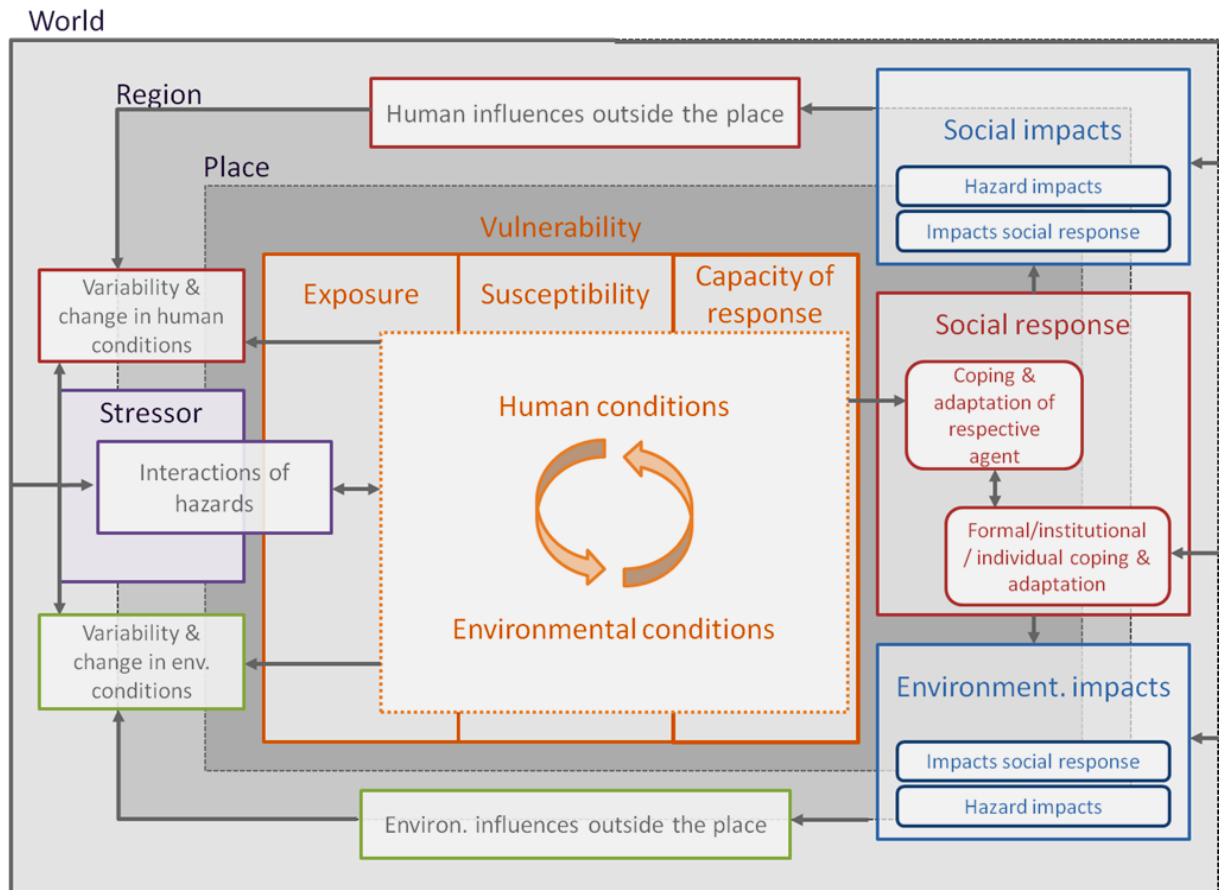 World
Region
Human influences outside the place
Social impacts
Hazard impacts
Impacts social response
Place
Vulnerability
Exposure
Susceptibility
Capacity of
response
Variability &
change in human
conditions
Social response
Coping &
adaptation of
respective
agent
Formal/institutional
/ individual coping &
adaptation
Stressor
Interactions of
hazards
Human conditions
Environmental conditions
Variability &
change in env.
conditions
Environment. impacts
Impacts social response
Hazard impacts
Environ. influences outside the place